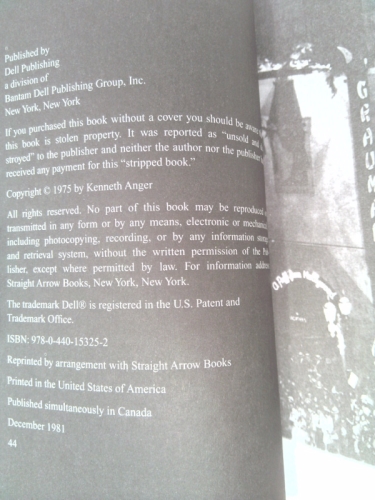 Published by
Dell Publishing
a division of
Bantam Dell Publishing Group, Inc.
New York, New York
If you purchased this book without a cover you should be aware
this book is stolen property. It was reported as “unsold and
stroyed” to the publisher and neither the author nor the publisher
received any payment for this “stripped book.”
Copyright © 1975 by Kenneth Anger
All rights reserved. No part of this book may be reproduced
transmitted in any form or by any means, electronic or mechan
including photocopying, recording, or by any information
and retrieval system, without the written permission of the
lisher, except where permitted by law. For information address
Straight Arrow Books, New York, New York.
The trademark Dell® is registered in the U.S. Patent and
Trademark Office.
ISBN: 978-0-440-15325-2
Reprinted by arrangement with Straight Arrow Books
Printed in the United States of America
Published simultaneously in Canada
December 1981
44
GRAUMA